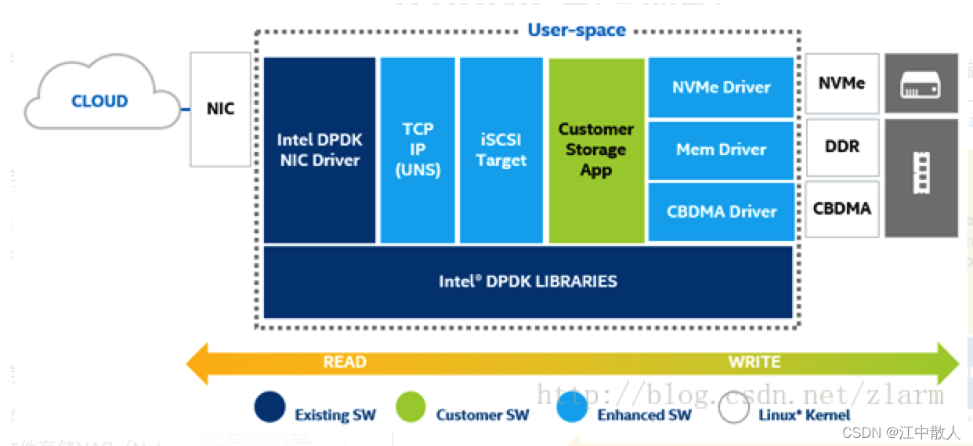 User-space
CLOUD
NIC
Intel DPDK
NIC Driver
TCP
IP
(UNS)
iSCSI
Target
Customer
Storage
App
NVMe Driver
Mem Driver
CBDMA Driver
NVMe
DDR
CBDMA
Intel® DPDK LIBRARIES
READ
WRITE
Existing SW
Customer SW
Enhanced SW
Linux* Kernel
http://blog.csdn.net/zlarm
CSDN @江中散人